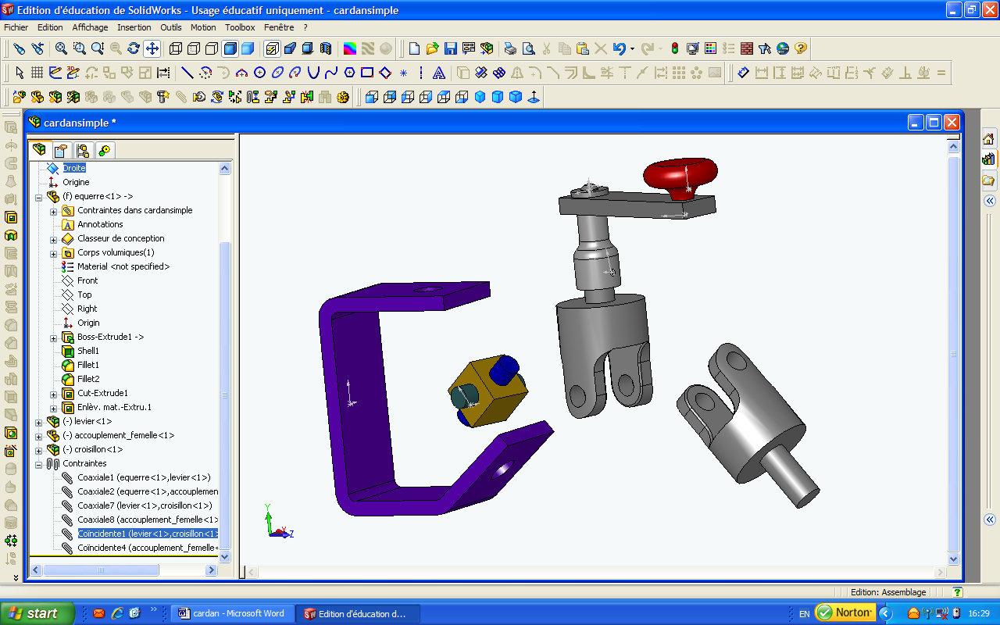 Edition d'éducation de SolidWorks - Usage éducatif uniquement - cardansimple
Fichier Edition Affichage Insertion Outils Motion Toolbox Fenêtre ?
cardansimple *
Droite
Origine
(f) equerre<1> ->
Contraintes dans cardansimple
Annotations
Classeur de conception
Corps volumiques(1)
Material <not specified>
Front
Top
Right
Origin
Boss-Extrude1 ->
Shell1
Fillet1
Fillet2
Cut-Extrude1
Enlèv. mat.-Extru.1
(-) levier<1>
(-) accouplement_femelle<1>
(-) croisillon<1>
Contraintes
Coaxiale1 (equerre<1>,levier<1>)
Coaxiale2 (equerre<1>,accouplemen
Coaxiale7 (levier<1>,croisillon<1>)
Coaxiale8 (accouplement_femelle<1>
Coïncidente1 (levier<1>,croisillon<1>
Coïncidente4 (accouplement_femelle<
Y
X
Z
Edition: Assemblage
start
cardan - Microsoft Word
Edition d'éducation d...
EN
Norton
16:29